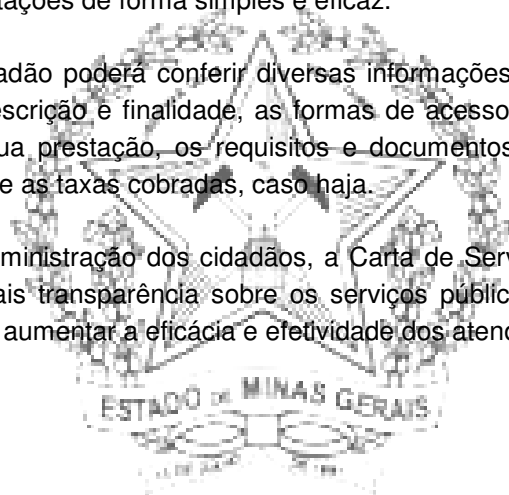 tações de forma simples e eficaz.
adão poderá conferir diversas informações
escrição e finalidade, as formas de acesso
ua prestação, os requisitos e documentos
e as taxas cobradas, caso haja.
ministração dos cidadãos, a Carta de Serv
ais transparência sobre os serviços públic
aumentar a eficácia e efetividade dos atenc
ESTADO DE MINAS GERAIS